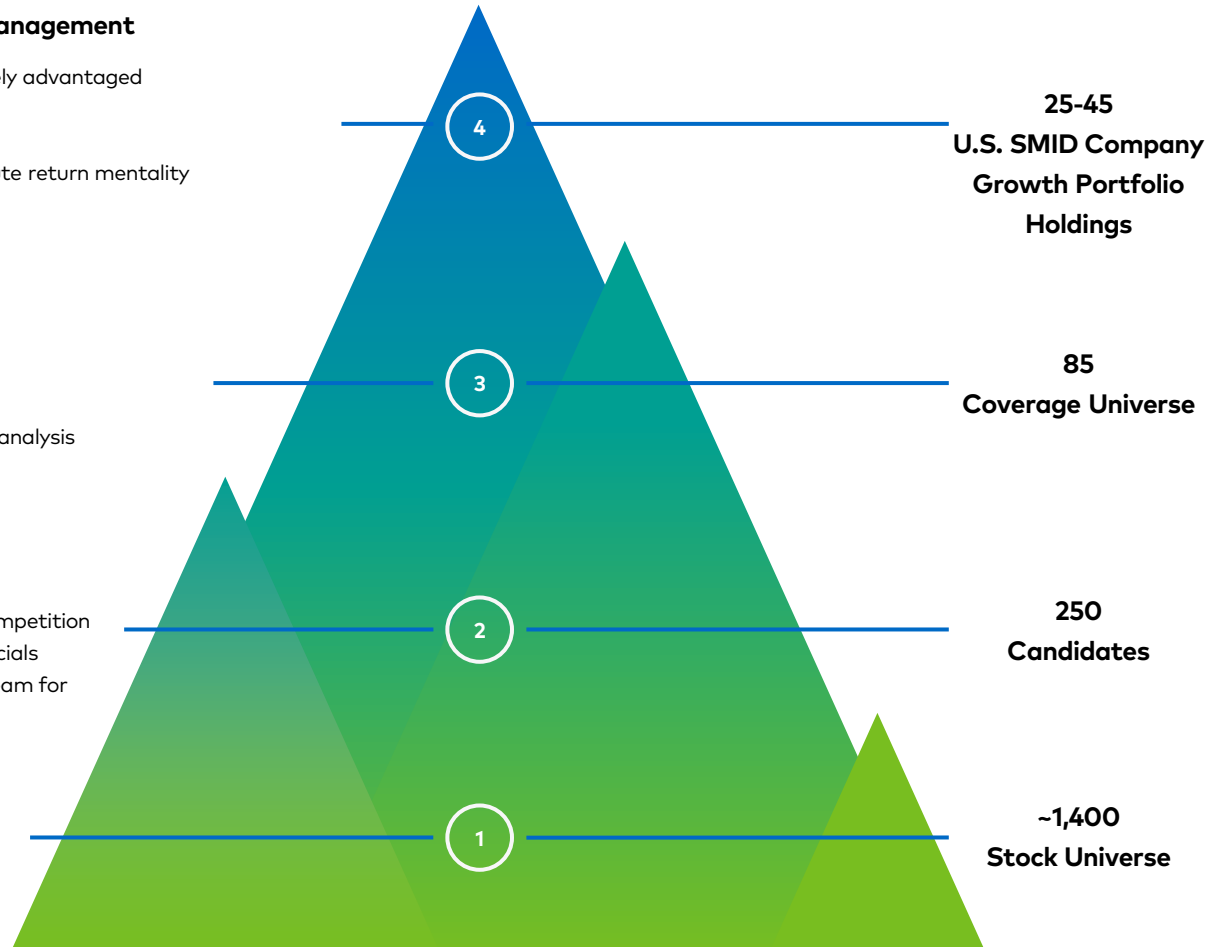 anagement
ly advantaged
4
25-45
U.S. SMID Company
Growth Portfolio
Holdings
te return mentality
3
85
Coverage Universe
analysis
mpetition
cials
am for
2
250
Candidates
1
~1,400
Stock Universe